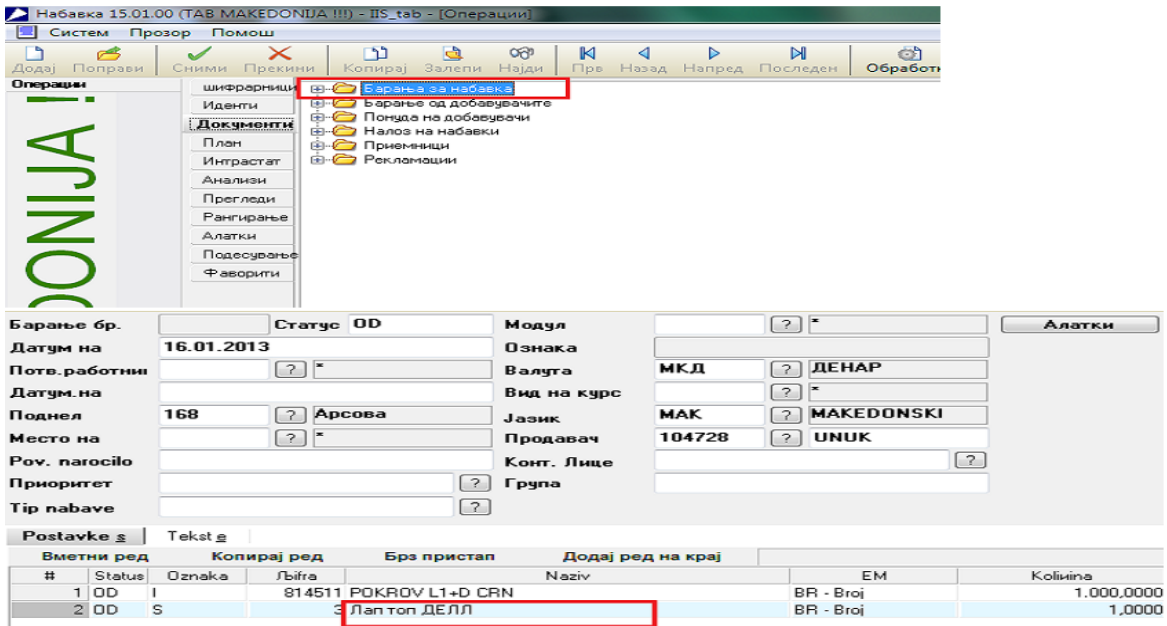 Набавка 15.01.00 (TAB MAKEDONIJA !!!) - IIS_tab - [Операции]
Систем Прозор Помош
Додај Поправи Сними Прекини Копирај Залепи Најди Прв Назад Напред Последен Обработ
Операции
DONIJA !
шифрарници
Иденти
Документи
План
Интрастат
Анализи
Прегледи
Рангирање
Алатки
Подесување
Фаворити
Барања за набавка
Барање од добавувачите
Понуда на добавувачи
Налоз на набавки
Приемници
Рекламации
Барање бр. Статус OD Модул ? * Алатки
Датум на 16.01.2013 Ознака
Потв.работни ? * Валута МКД ? ДЕНАР
Датум.на Вид на курс ? *
Поднел 168 ? Арсова Јазик МАК ? MAKEDONSKI
Место на ? * Продавач 104728 ? UNUK
Pov. narocilo Конт. Лице ?
Приоритет ? Група
Tip nabave ?
Postavke s Tekst e
Вметни ред Копирај ред Брз пристап Додај ред на крај
# Status Oznaka Љifra Naziv EM Koliиina
1 OD I 814511 POKROV L1+D CRN BR - Broj 1.000,0000
2 OD S 3 Лап топ ДЕЛЛ BR - Broj 1,0000